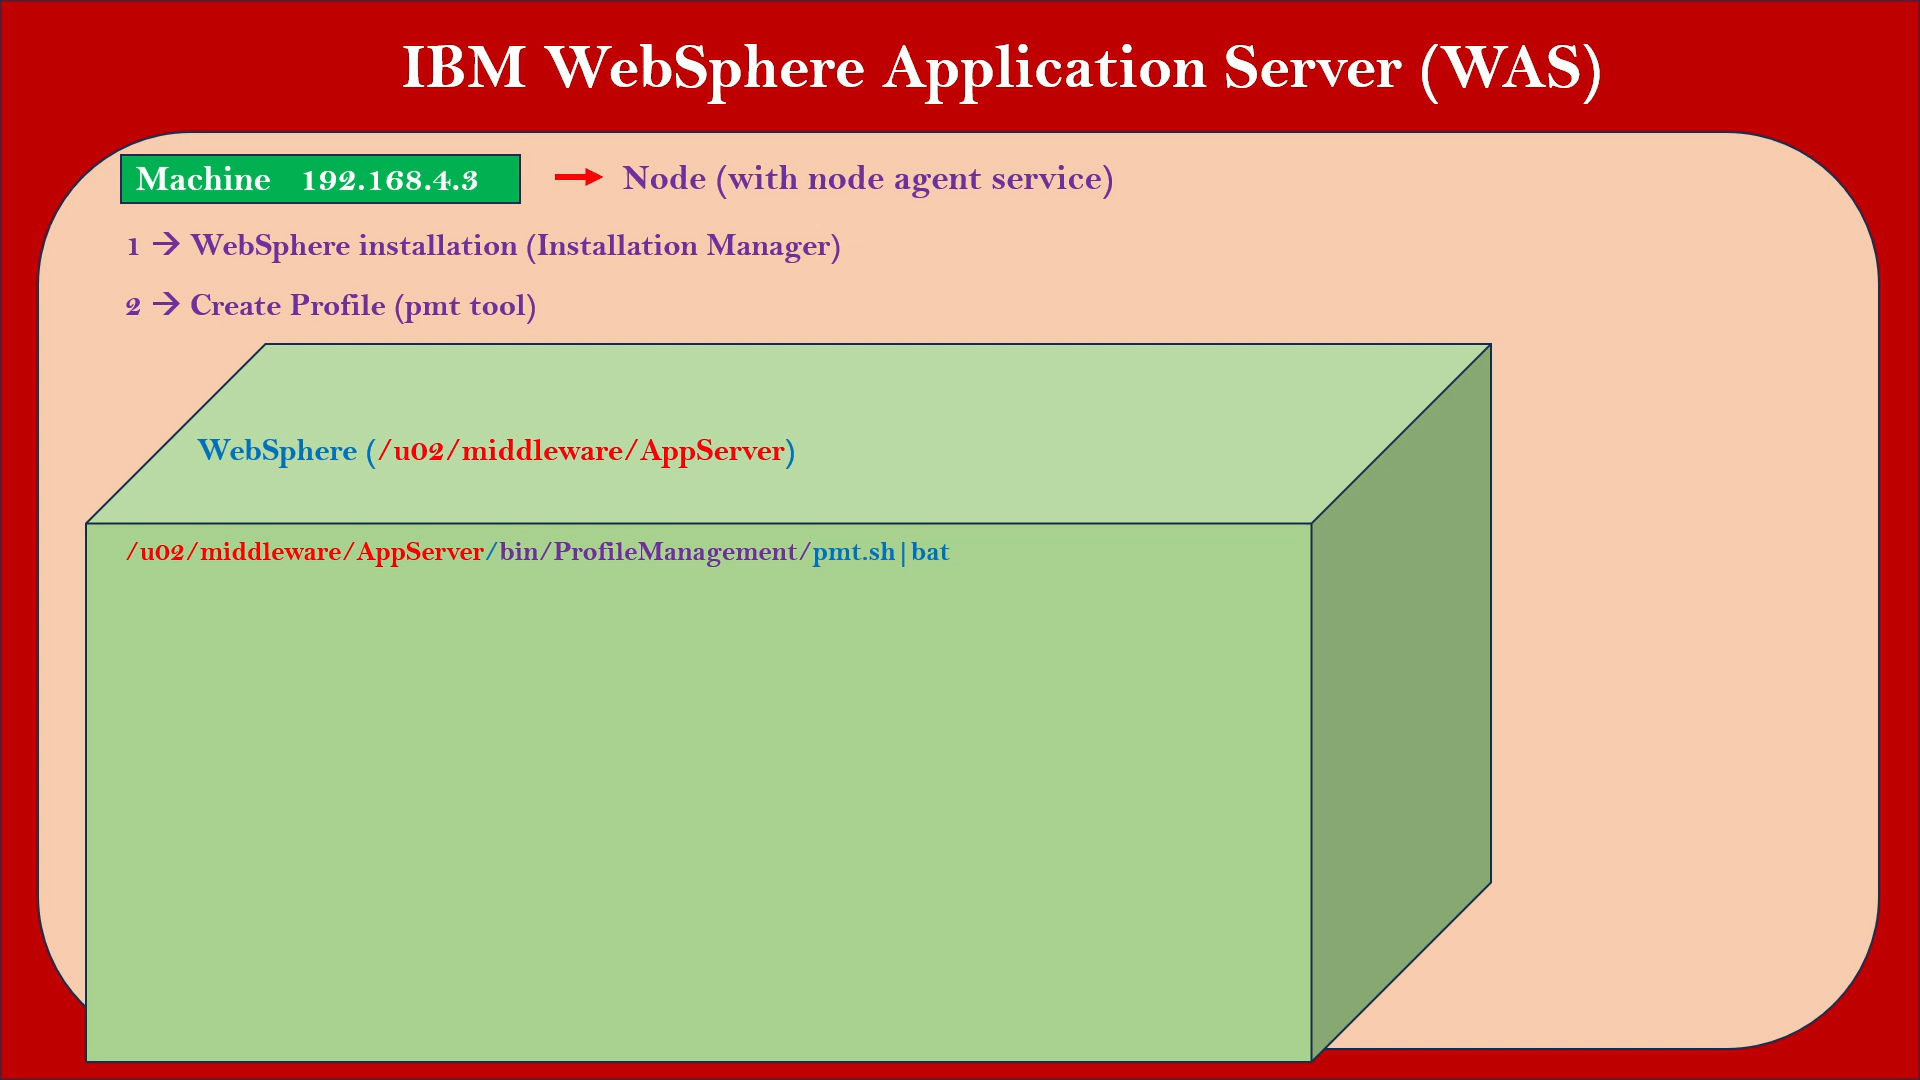 IBM WebSphere Application Server (WAS)
Machine 192.168.4.3
Node (with node agent service)
1 → WebSphere installation (Installation Manager)
2 → Create Profile (pmt tool)
WebSphere (/u02/middleware/AppServer)
/u02/middleware/AppServer/bin/ProfileManagement/pmt.sh|bat